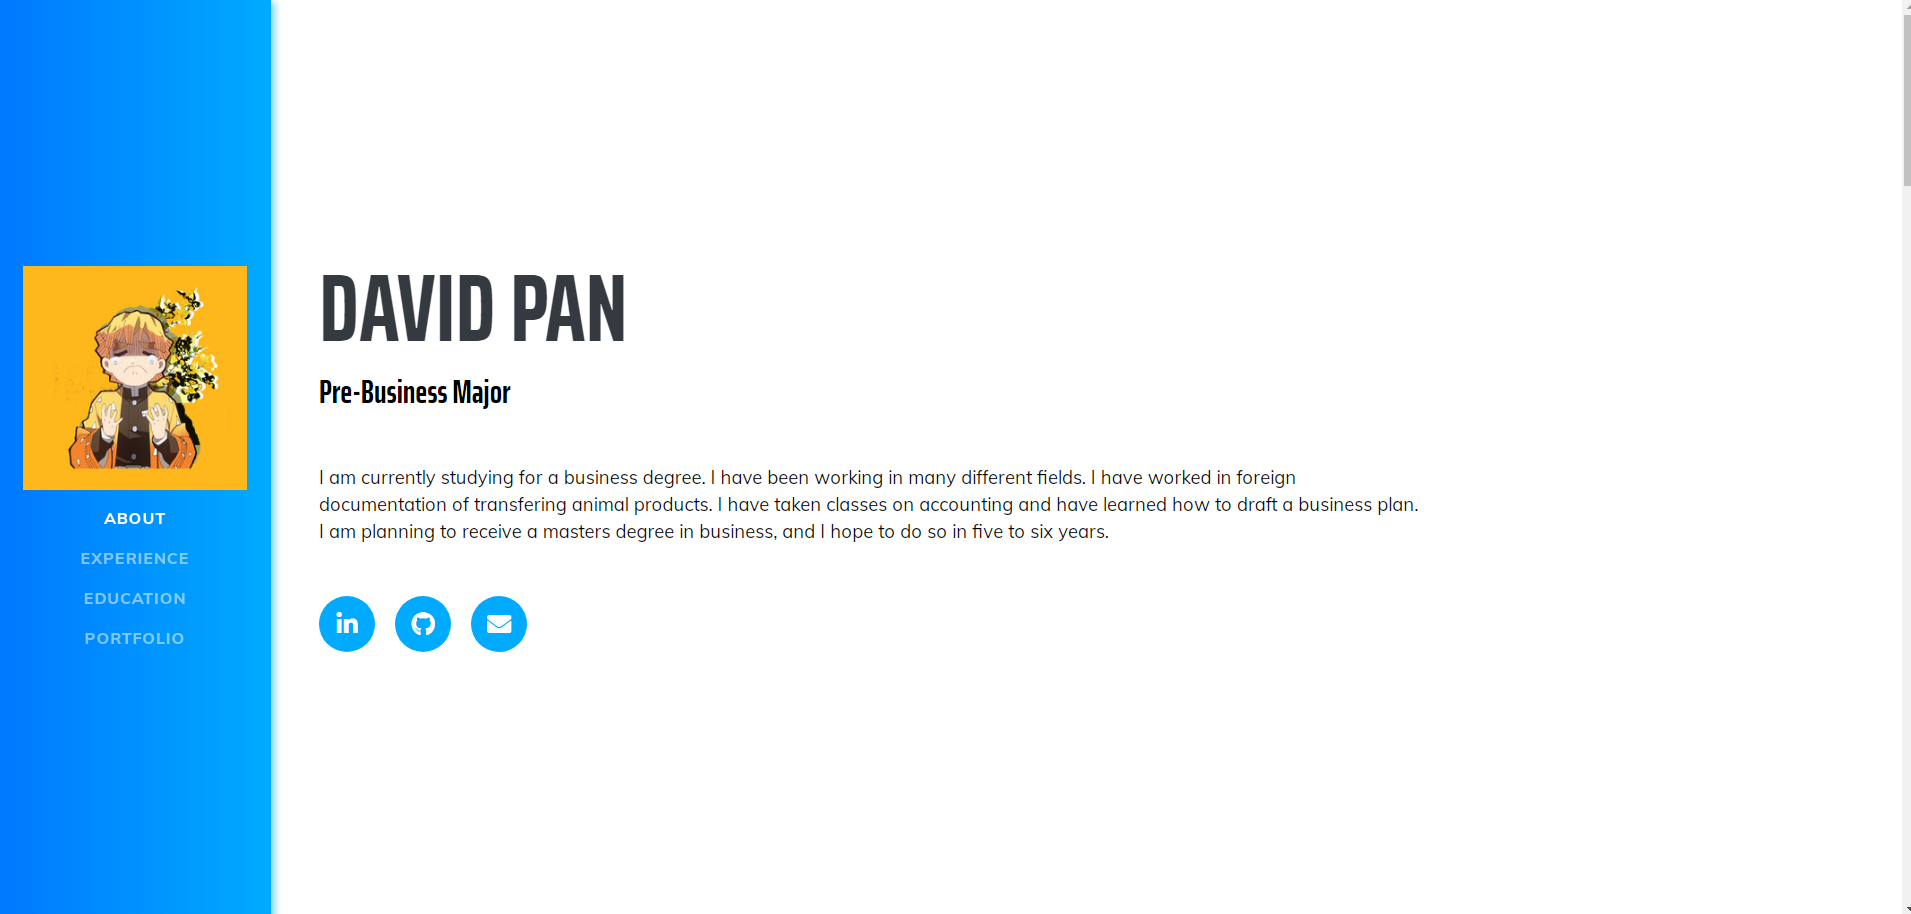 ABOUT
EXPERIENCE
EDUCATION
PORTFOLIO
DAVID PAN
Pre-Business Major
I am currently studying for a business degree. I have been working in many different fields. I have worked in foreign
documentation of transfering animal products. I have taken classes on accounting and have learned how to draft a business plan.
I am planning to receive a masters degree in business, and I hope to do so in five to six years.
in